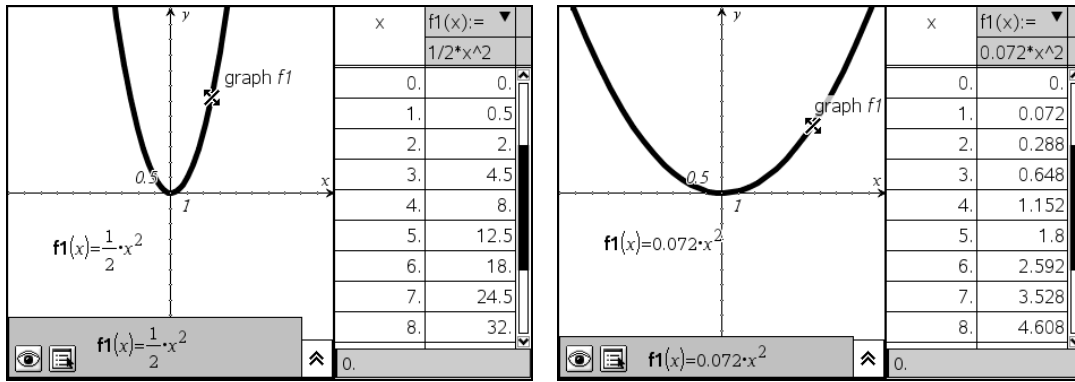 y
graph f1
0.5
x
1
f1(x)=1/2·x²
f1(x)=1/2·x²
x f1(x):= ▼
1/2*x^2
0. 0.
1. 0.5
2. 2.
3. 4.5
4. 8.
5. 12.5
6. 18.
7. 24.5
8. 32.
0.
y
graph f1
0.5
x
1
f1(x)=0.072·x²
f1(x)=0.072·x²
x f1(x):= ▼
0.072*x^2
0. 0.
1. 0.072
2. 0.288
3. 0.648
4. 1.152
5. 1.8
6. 2.592
7. 3.528
8. 4.608
0.